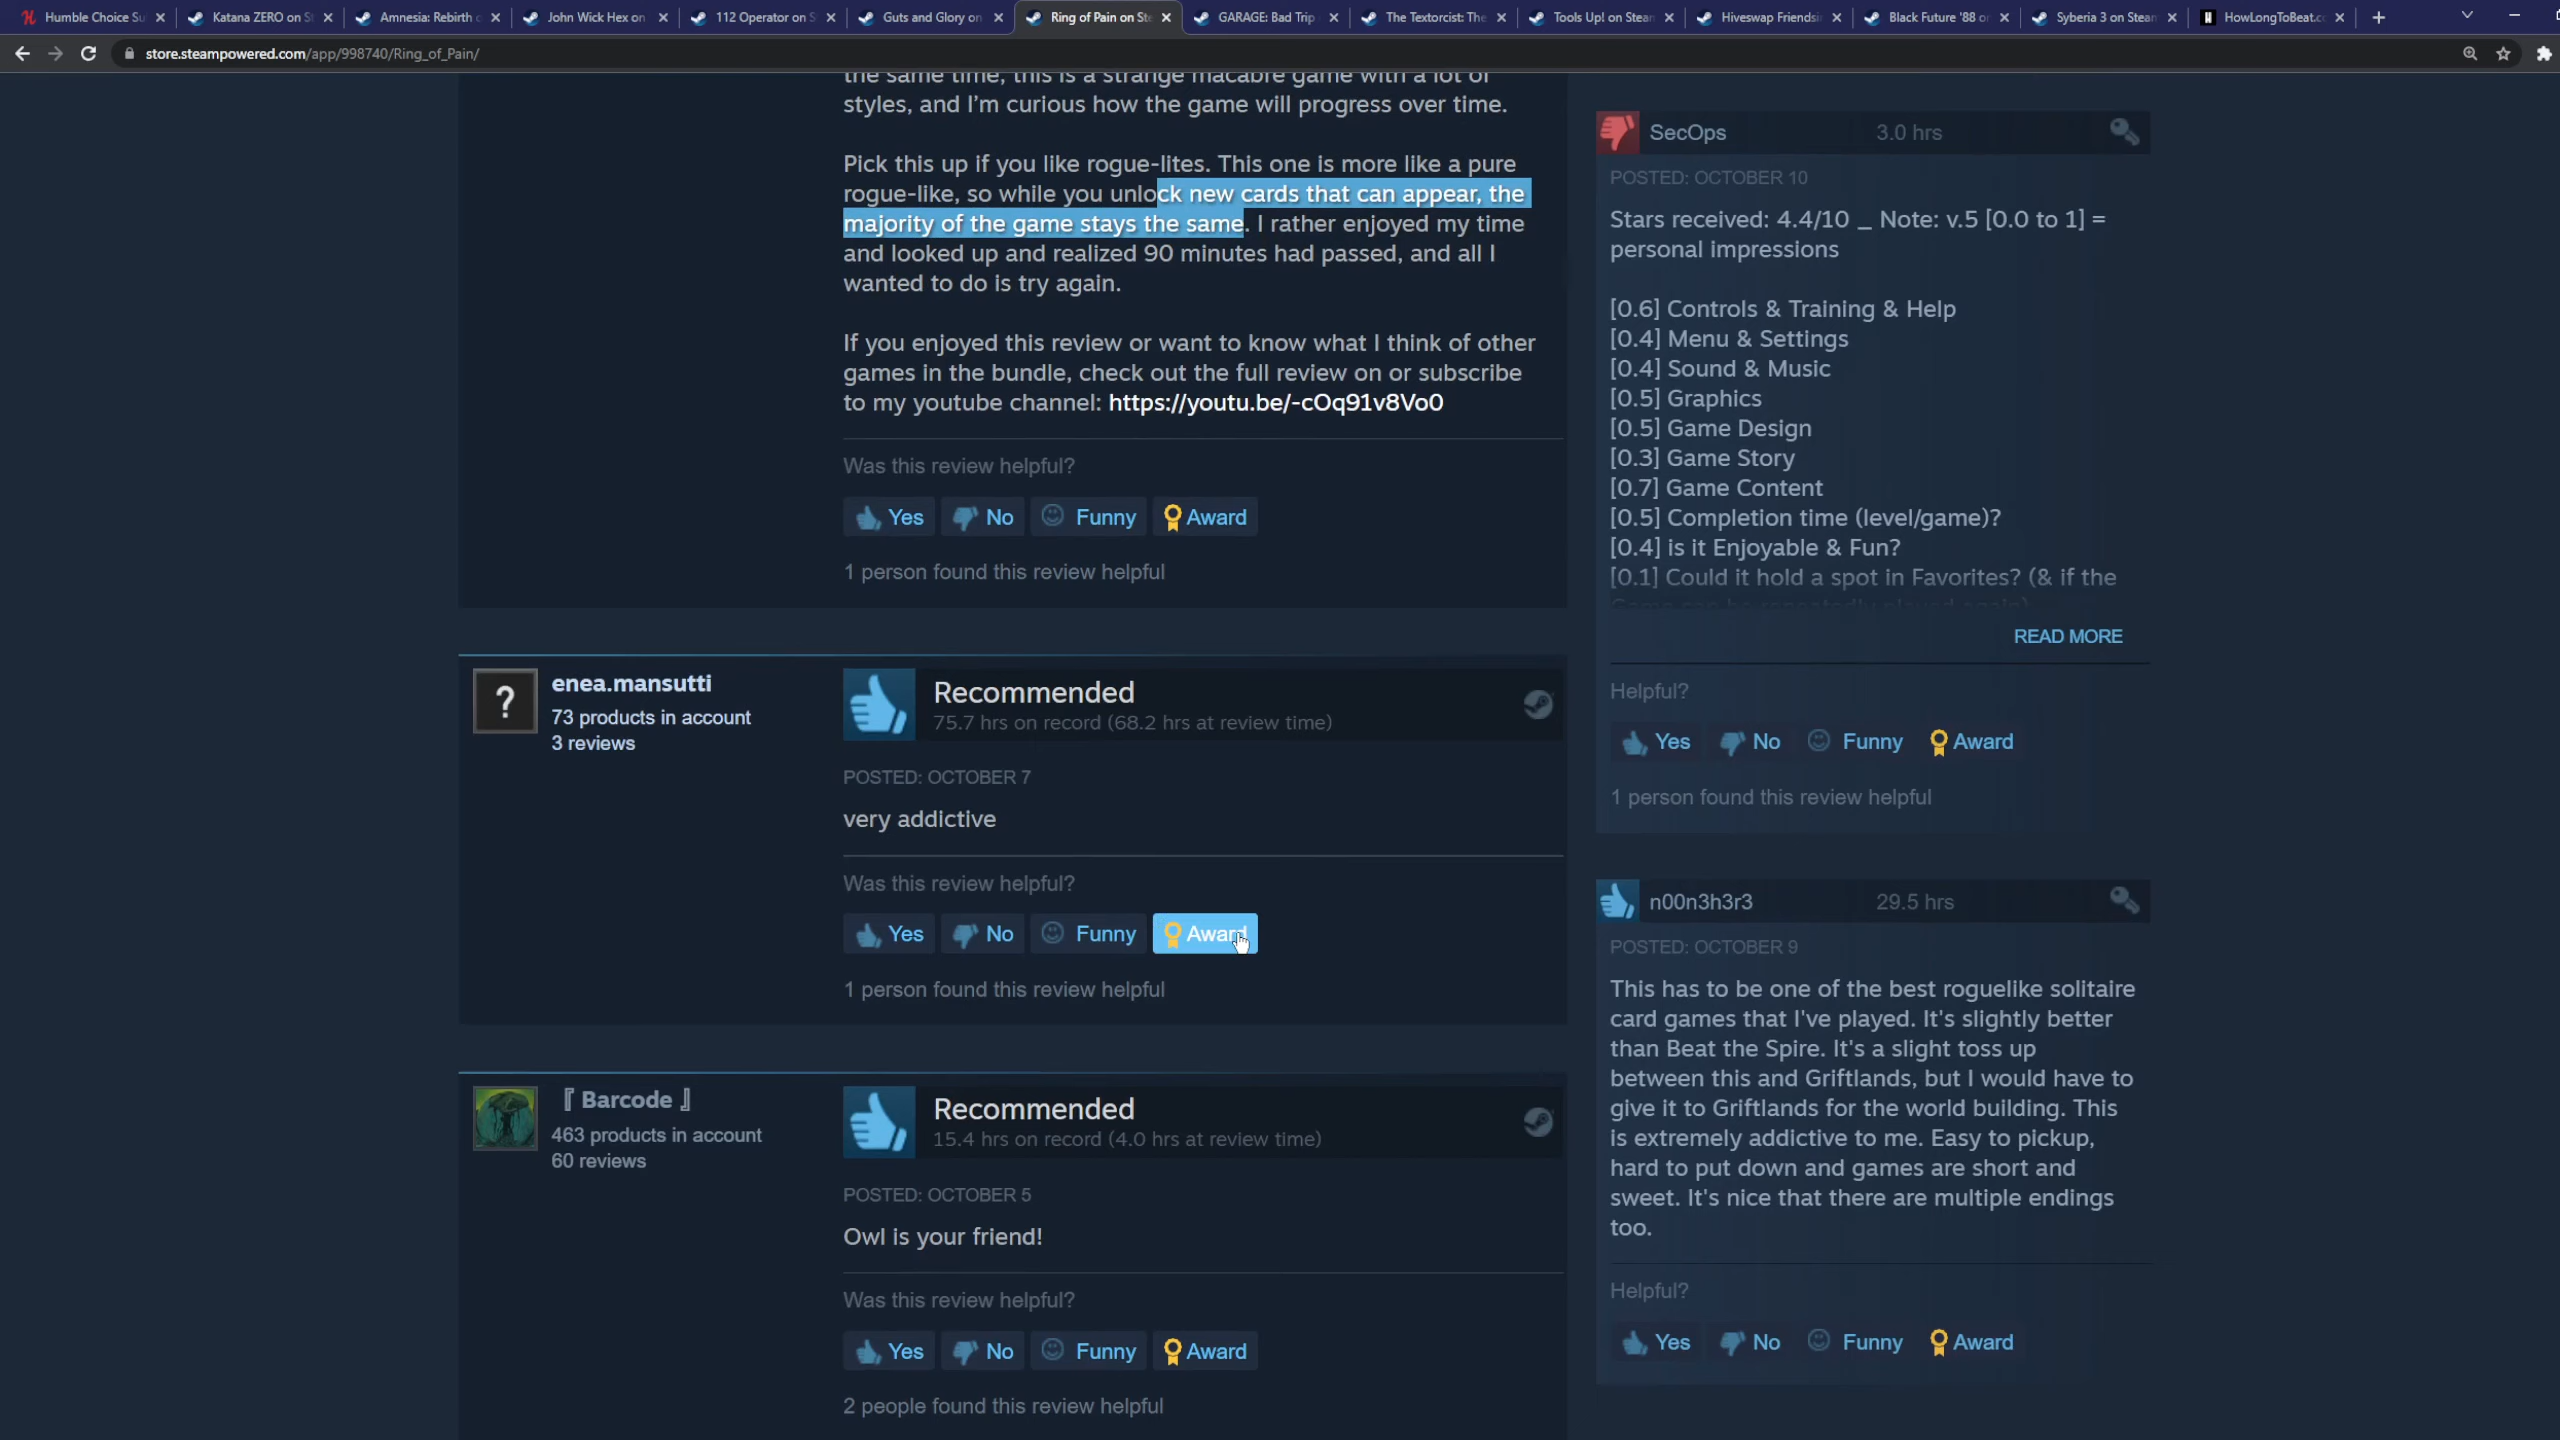 Humble Choice Su
Katana ZERO on St
Amnesia: Rebirth o
John Wick Hex on
112 Operator on S
Guts and Glory on
Ring of Pain on Ste
GARAGE: Bad Trip
The Textorcist: The
Tools Up! on Steam
Hiveswap Friendsi
Black Future '88 o
Syberia 3 on Steam
HowLongToBeat.c
store.steampowered.com/app/998740/Ring_of_Pain/
the same time, this is a strange macabre game with a lot of
styles, and I'm curious how the game will progress over time.
Pick this up if you like rogue-lites. This one is more like a pure
rogue-like, so while you unlock new cards that can appear, the
majority of the game stays the same. I rather enjoyed my time
and looked up and realized 90 minutes had passed, and all I
wanted to do is try again.
If you enjoyed this review or want to know what I think of other
games in the bundle, check out the full review on or subscribe
to my youtube channel: https://youtu.be/-cOq91v8Vo0
Was this review helpful?
Yes No Funny Award
1 person found this review helpful
enea.mansutti
73 products in account
3 reviews
Recommended
75.7 hrs on record (68.2 hrs at review time)
POSTED: OCTOBER 7
very addictive
Was this review helpful?
Yes No Funny Award
1 person found this review helpful
『 Barcode 』
463 products in account
60 reviews
Recommended
15.4 hrs on record (4.0 hrs at review time)
POSTED: OCTOBER 5
Owl is your friend!
Was this review helpful?
Yes No Funny Award
2 people found this review helpful
SecOps 3.0 hrs
POSTED: OCTOBER 10
Stars received: 4.4/10 _ Note: v.5 [0.0 to 1] =
personal impressions
[0.6] Controls & Training & Help
[0.4] Menu & Settings
[0.4] Sound & Music
[0.5] Graphics
[0.5] Game Design
[0.3] Game Story
[0.7] Game Content
[0.5] Completion time (level/game)?
[0.4] is it Enjoyable & Fun?
[0.1] Could it hold a spot in Favorites? (& if the
Game can be repeatedly played again)
READ MORE
Helpful?
Yes No Funny Award
1 person found this review helpful
n00n3h3r3 29.5 hrs
POSTED: OCTOBER 9
This has to be one of the best roguelike solitaire
card games that I've played. It's slightly better
than Beat the Spire. It's a slight toss up
between this and Griftlands, but I would have to
give it to Griftlands for the world building. This
is extremely addictive to me. Easy to pickup,
hard to put down and games are short and
sweet. It's nice that there are multiple endings
too.
Helpful?
Yes No Funny Award